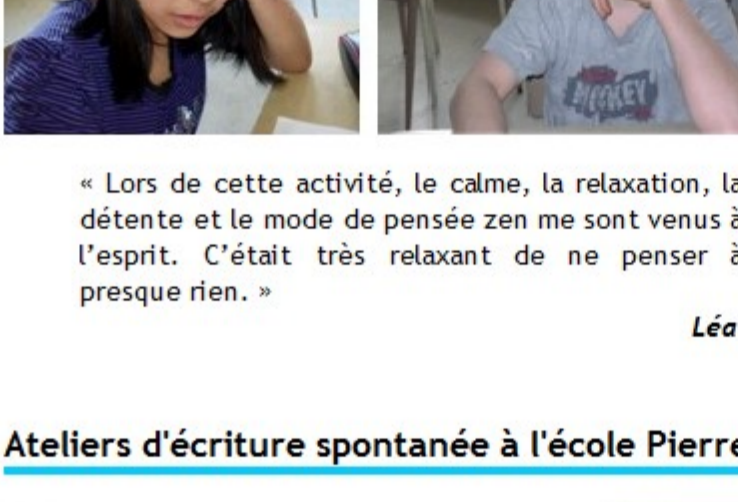 MICKEY
« Lors de cette activité, le calme, la relaxation, la
détente et le mode de pensée zen me sont venus à
l'esprit. C'était très relaxant de ne penser à
presque rien. »
Léa
Ateliers d'écriture spontanée à l'école Pierre